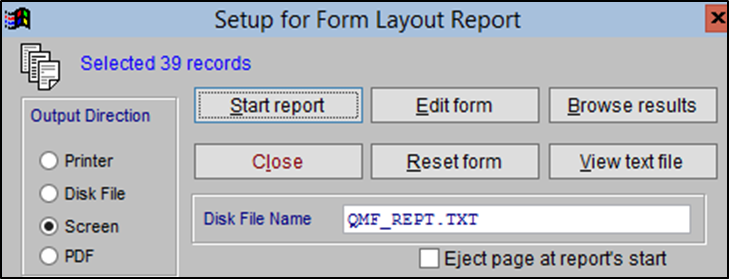 Setup for Form Layout Report
Selected 39 records
Output Direction
Printer
Disk File
Screen
PDF
Start report
Edit form
Browse results
Close
Reset form
View text file
Disk File Name
QMF_REPT.TXT
Eject page at report's start